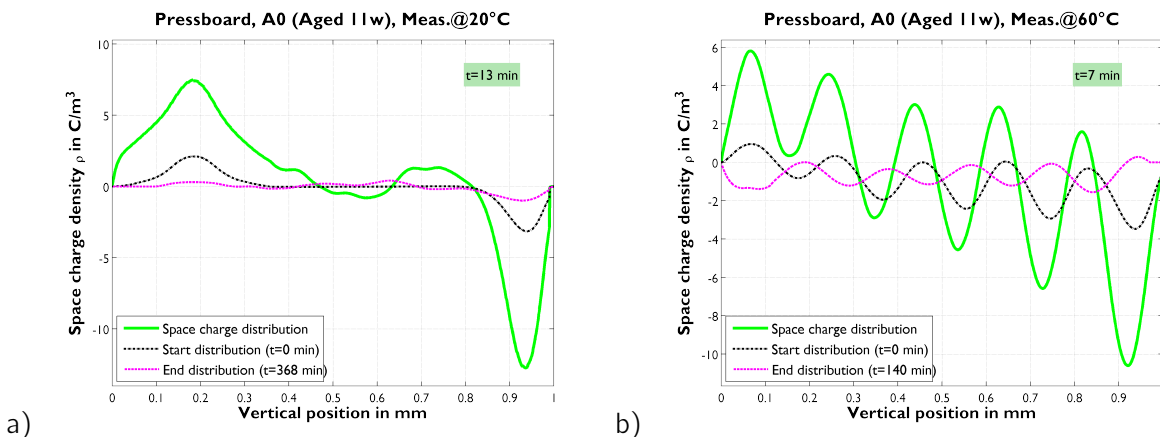 Pressboard, A0 (Aged 11w), Meas.@20°C
10
5
0
-5
-10
Space charge density ρ in C/m³
t=13 min
Space charge distribution
Start distribution (t=0 min)
End distribution (t=368 min)
0 0.1 0.2 0.3 0.4 0.5 0.6 0.7 0.8 0.9 1
Vertical position in mm
a)
Pressboard, A0 (Aged 11w), Meas.@60°C
6
4
2
0
-2
-4
-6
-8
-10
Space charge density ρ in C/m³
t=7 min
Space charge distribution
Start distribution (t=0 min)
End distribution (t=140 min)
0 0.1 0.2 0.3 0.4 0.5 0.6 0.7 0.8 0.9 1
Vertical position in mm
b)